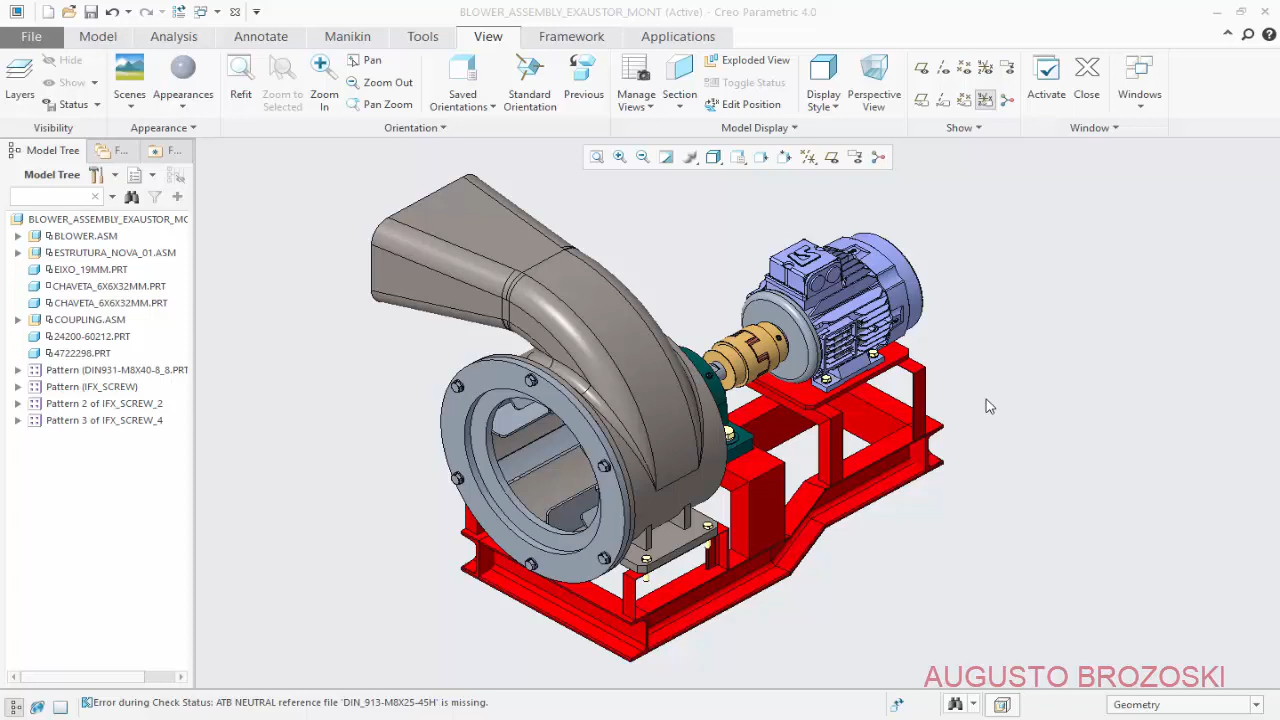 BLOWER_ASSEMBLY_EXAUSTOR_MONT (Active) - Creo Parametric 4.0
File Model Analysis Annotate Manikin Tools View Framework Applications
Layers
Hide
Show
Status
Visibility
Scenes
Appearances
Appearance
Refit
Zoom to Selected
Zoom In
Pan
Zoom Out
Pan Zoom
Saved Orientations
Standard Orientation
Previous
Orientation
Manage Views
Section
Exploded View
Toggle Status
Edit Position
Display Style
Perspective View
Model Display
Show
Activate
Close
Windows
Window
Model Tree
F...
F...
Model Tree
BLOWER_ASSEMBLY_EXAUSTOR_MC
BLOWER.ASM
ESTRUTURA_NOVA_01.ASM
EIXO_19MM.PRT
CHAVETA_6X6X32MM.PRT
CHAVETA_6X6X32MM.PRT
COUPLING.ASM
24200-60212.PRT
4722298.PRT
Pattern (DIN931-M8X40-8_8.PRT
Pattern (IFX_SCREW)
Pattern 2 of IFX_SCREW_2
Pattern 3 of IFX_SCREW_4
AUGUSTO BROZOSKI
Error during Check Status: ATB NEUTRAL reference file 'DIN_913-M8X25-45H' is missing.
Geometry